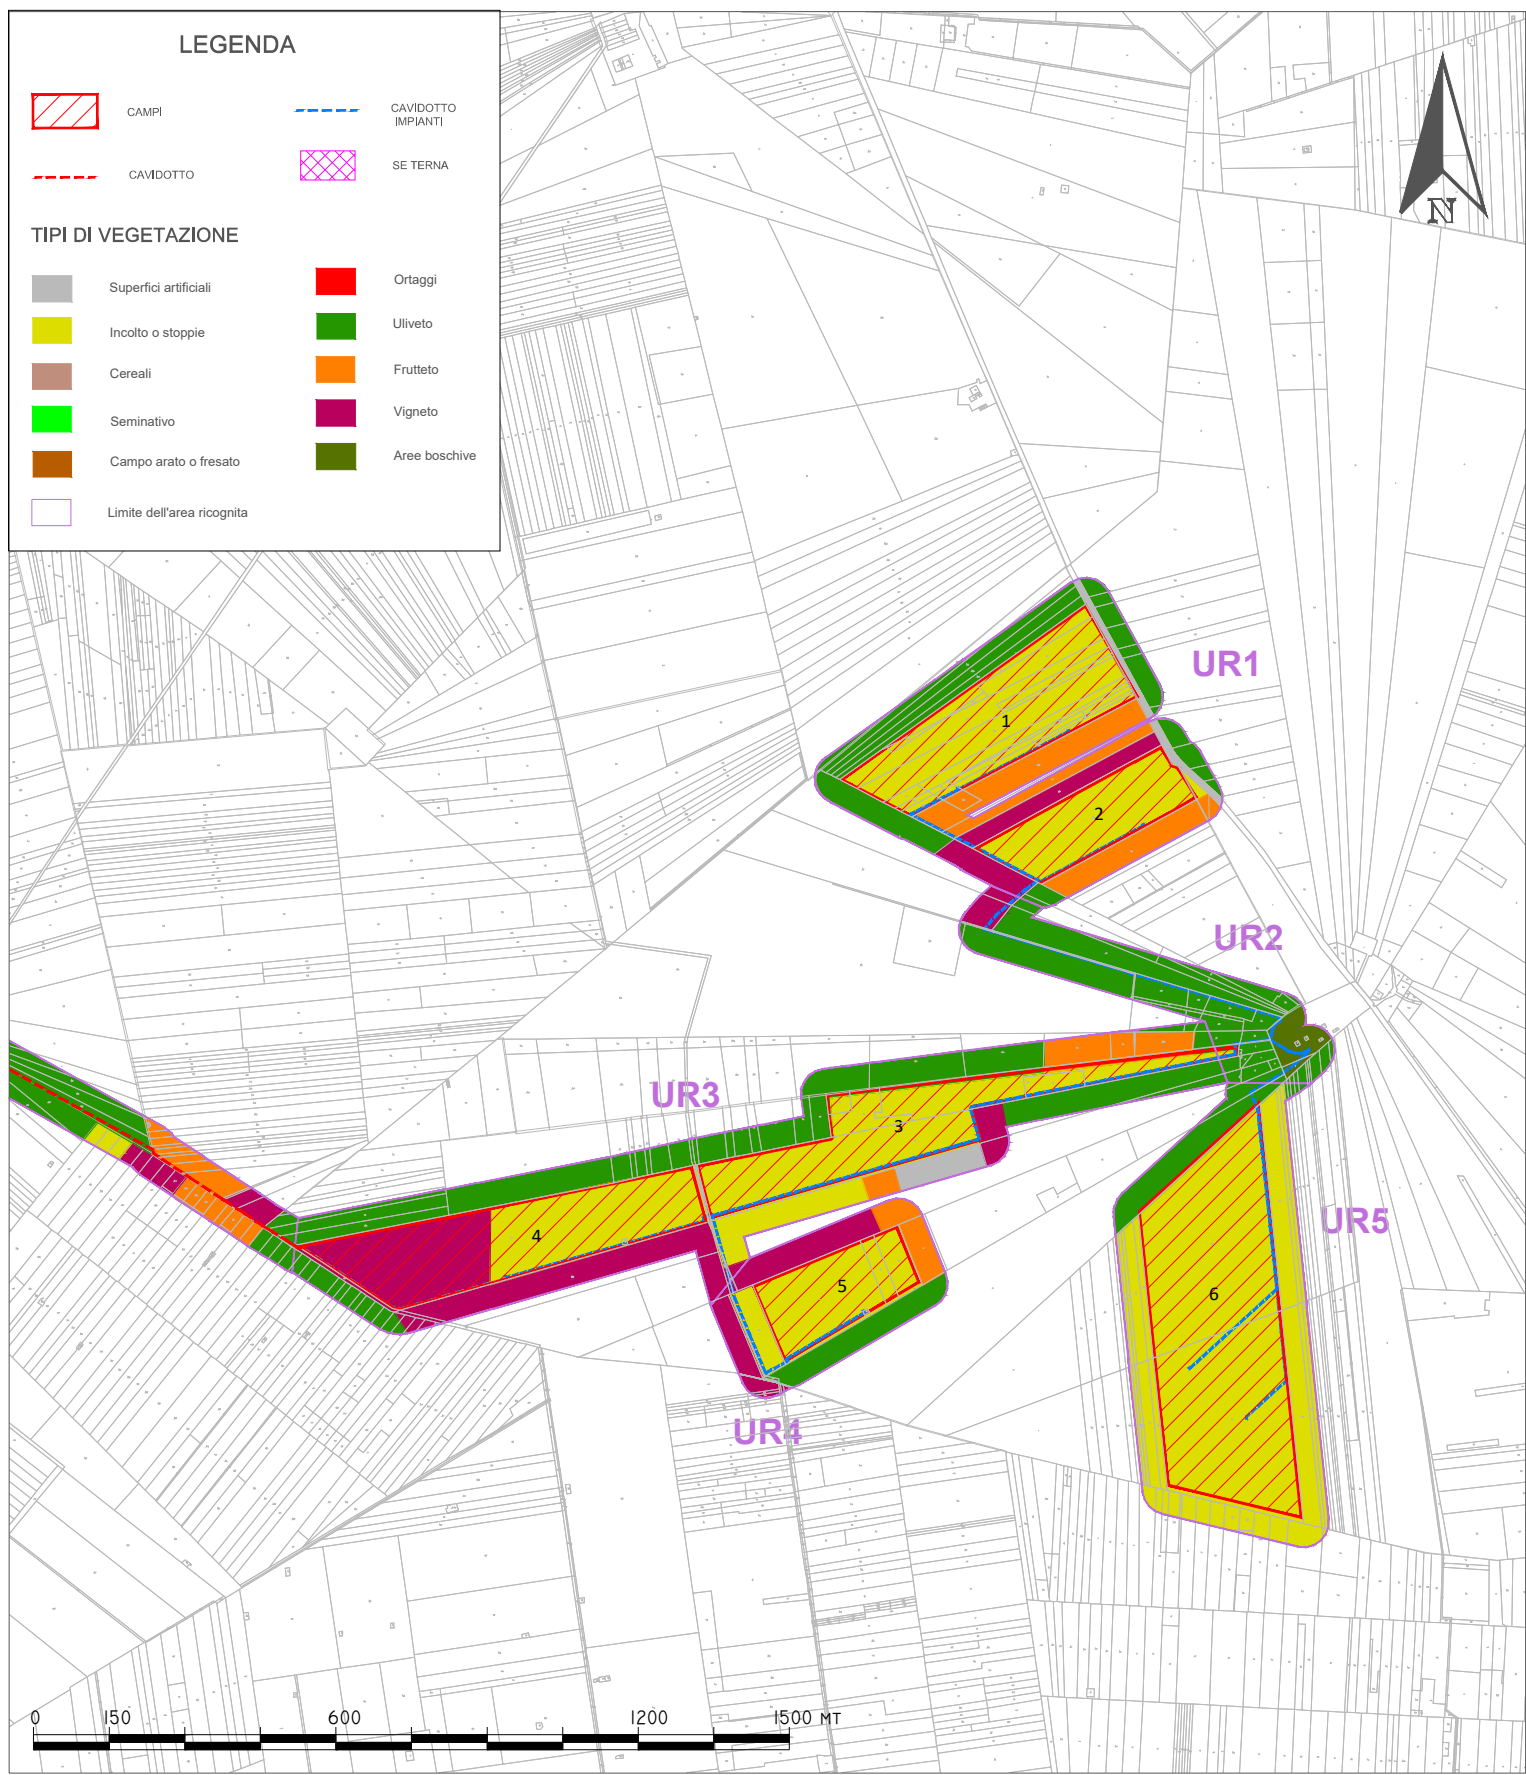 LEGENDA
CAMPI
CAVIDOTTO
IMPIANTI
CAVIDOTTO
SE TERNA
TIPI DI VEGETAZIONE
Superfici artificiali
Ortaggi
Incolto o stoppie
Uliveto
Cereali
Frutteto
Seminativo
Vigneto
Campo arato o fresato
Aree boschive
Limite dell'area ricognita
N
UR1
1
2
UR2
UR3
3
4
5
UR5
6
UR4
0 150 600 1200 1500 MT